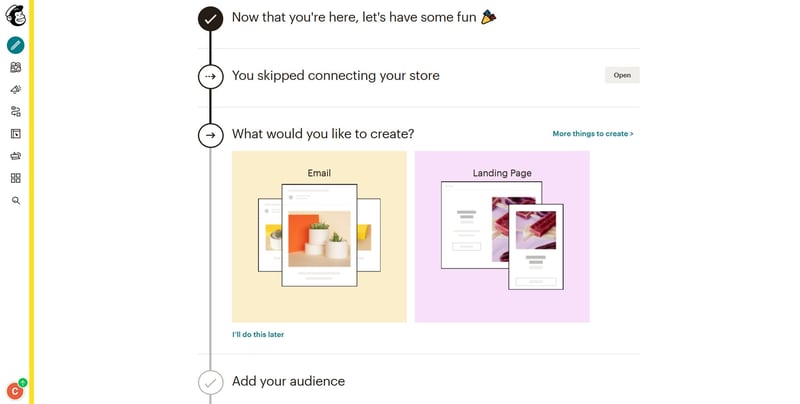 Now that you're here, let's have some fun 🎉
You skipped connecting your store
Open
What would you like to create?
More things to create >
Email
Landing Page
I'll do this later
Add your audience
C